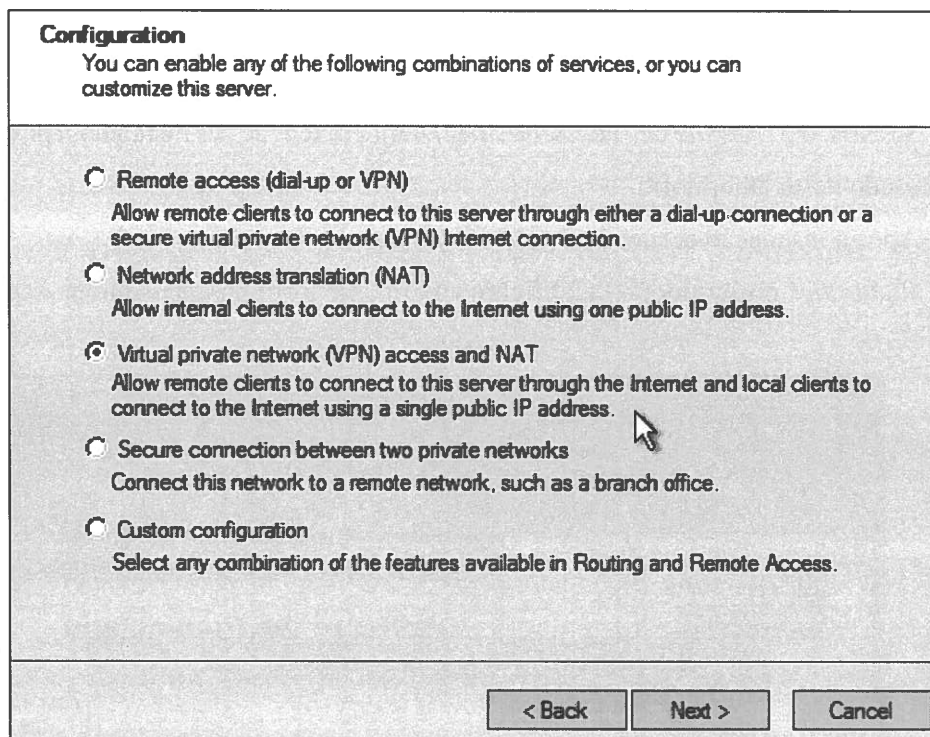 Configuration
You can enable any of the following combinations of services, or you can
customize this server.
Remote access (dial-up or VPN)
Allow remote clients to connect to this server through either a dial-up connection or a
secure virtual private network (VPN) Internet connection.
Network address translation (NAT)
Allow internal clients to connect to the Internet using one public IP address.
Virtual private network (VPN) access and NAT
Allow remote clients to connect to this server through the Internet and local clients to
connect to the Internet using a single public IP address.
Secure connection between two private networks
Connect this network to a remote network, such as a branch office.
Custom configuration
Select any combination of the features available in Routing and Remote Access.
< Back Next > Cancel